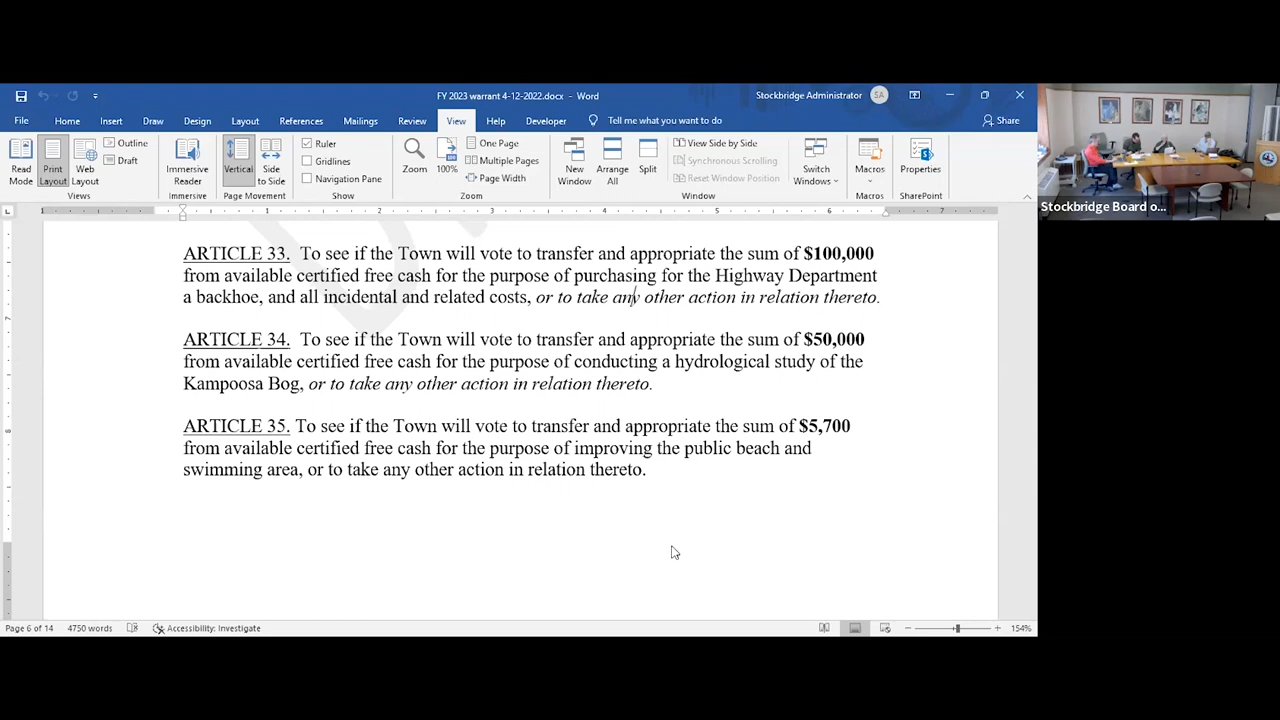 FY 2023 warrant 4-12-2022.docx - Word
Stockbridge Administrator SA
File Home Insert Draw Design Layout References Mailings Review View Help Developer Tell me what you want to do Share
Read Mode
Print Layout
Web Layout
Outline
Draft
Views
Immersive Reader
Immersive
Vertical
Side to Side
Page Movement
Ruler
Gridlines
Navigation Pane
Show
Zoom
100%
One Page
Multiple Pages
Page Width
Zoom
New Window
Arrange All
Split
View Side by Side
Synchronous Scrolling
Reset Window Position
Switch Windows
Window
Macros
Macros
Properties
SharePoint
1 1 2 3 4 5 6 7
ARTICLE 33. To see if the Town will vote to transfer and appropriate the sum of $100,000
from available certified free cash for the purpose of purchasing for the Highway Department
a backhoe, and all incidental and related costs, or to take any other action in relation thereto.
ARTICLE 34. To see if the Town will vote to transfer and appropriate the sum of $50,000
from available certified free cash for the purpose of conducting a hydrological study of the
Kampoosa Bog, or to take any other action in relation thereto.
ARTICLE 35. To see if the Town will vote to transfer and appropriate the sum of $5,700
from available certified free cash for the purpose of improving the public beach and
swimming area, or to take any other action in relation thereto.
Page 6 of 14 4750 words Accessibility: Investigate 154%
Stockbridge Board o...